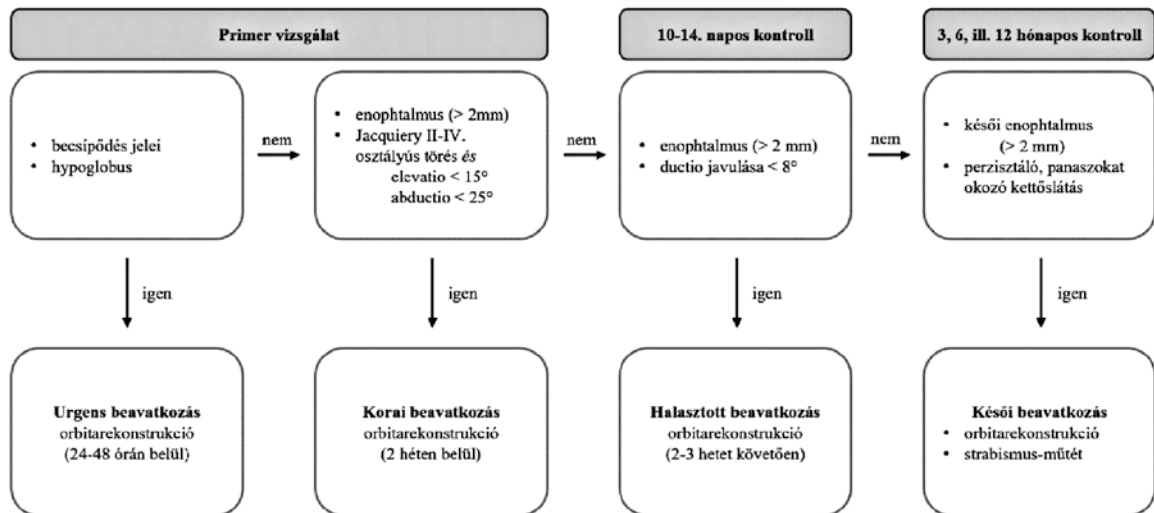 Primer vizsgálat
10-14. napos kontroll
3, 6, ill. 12 hónapos kontroll
• becsípődés jelei
• hypoglobus
nem
• enophtalmus (> 2mm)
• Jacquiery II-IV.
osztályú törés és
elevatio < 15°
abductio < 25°
nem
• enophtalmus (> 2 mm)
• ductio javulása < 8°
nem
• késői enophtalmus
(> 2 mm)
• perzisztáló, panaszokat
okozó kettőslátás
igen
igen
igen
igen
Urgens beavatkozás
orbitarekonstrukció
(24-48 órán belül)
Korai beavatkozás
orbitarekonstrukció
(2 héten belül)
Halasztott beavatkozás
orbitarekonstrukció
(2-3 hetet követően)
Késői beavatkozás
• orbitarekonstrukció
• strabismus-műtét